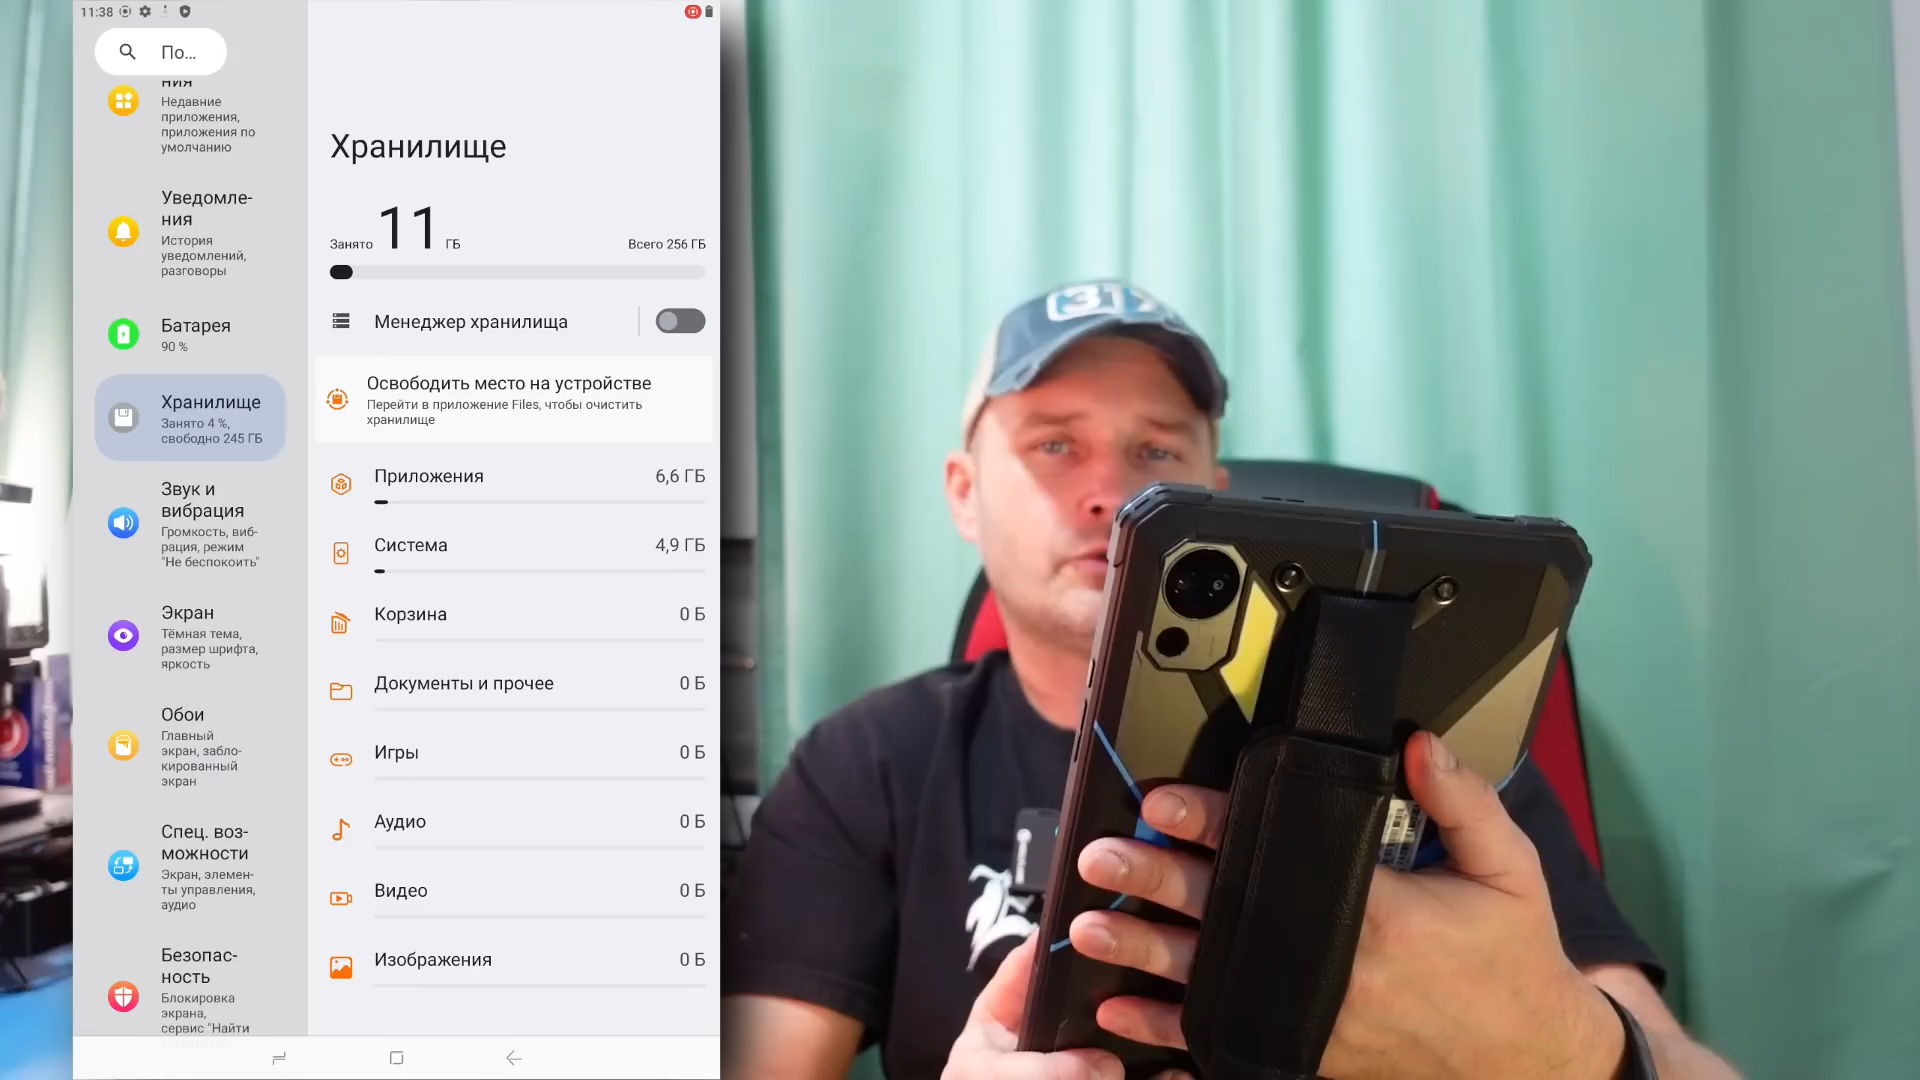 11:38
По...
ния
Недавние
приложения,
приложения по
умолчанию
Уведомле-
ния
История
уведомлений,
разговоры
Батарея
90 %
Хранилище
Занято 4 %,
свободно 245 ГБ
Звук и
вибрация
Громкость, виб-
рация, режим
"Не беспокоить"
Экран
Тёмная тема,
размер шрифта,
яркость
Обои
Главный
экран, забло-
кированный
экран
Спец. воз-
можности
Экран, элемен-
ты управления,
аудио
Безопас-
ность
Блокировка
экрана,
сервис "Найти
Хранилище
Занято 11 ГБ
Всего 256 ГБ
Менеджер хранилища
Освободить место на устройстве
Перейти в приложение Files, чтобы очистить
хранилище
Приложения 6,6 ГБ
Система 4,9 ГБ
Корзина 0 Б
Документы и прочее 0 Б
Игры 0 Б
Аудио 0 Б
Видео 0 Б
Изображения 0 Б